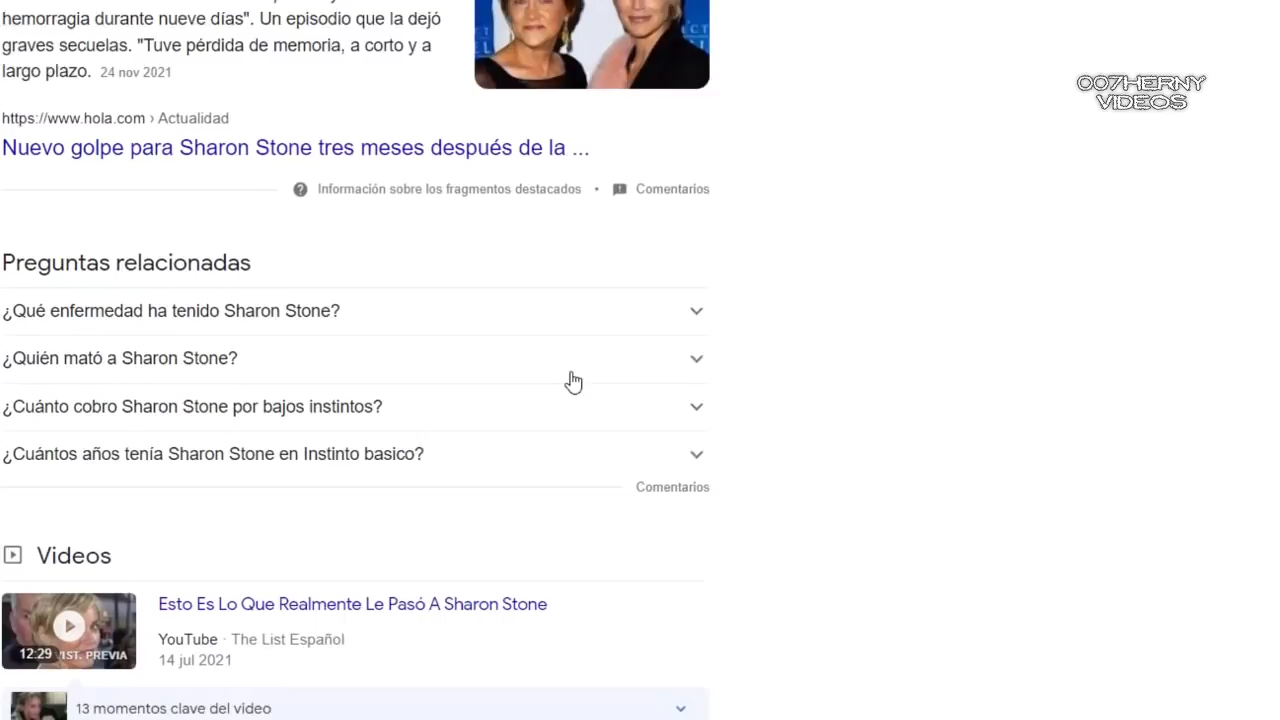 hemorragia durante nueve días". Un episodio que la dejó
graves secuelas. "Tuve pérdida de memoria, a corto y a
largo plazo. 24 nov 2021
https://www.hola.com › Actualidad
Nuevo golpe para Sharon Stone tres meses después de la ...
Información sobre los fragmentos destacados • Comentarios
Preguntas relacionadas
¿Qué enfermedad ha tenido Sharon Stone?
¿Quién mató a Sharon Stone?
¿Cuánto cobro Sharon Stone por bajos instintos?
¿Cuántos años tenía Sharon Stone en Instinto basico?
Comentarios
Videos
Esto Es Lo Que Realmente Le Pasó A Sharon Stone
YouTube · The List Español
14 jul 2021
12:29 VIST. PREVIA
13 momentos clave del video
007HERNY
VIDEOS